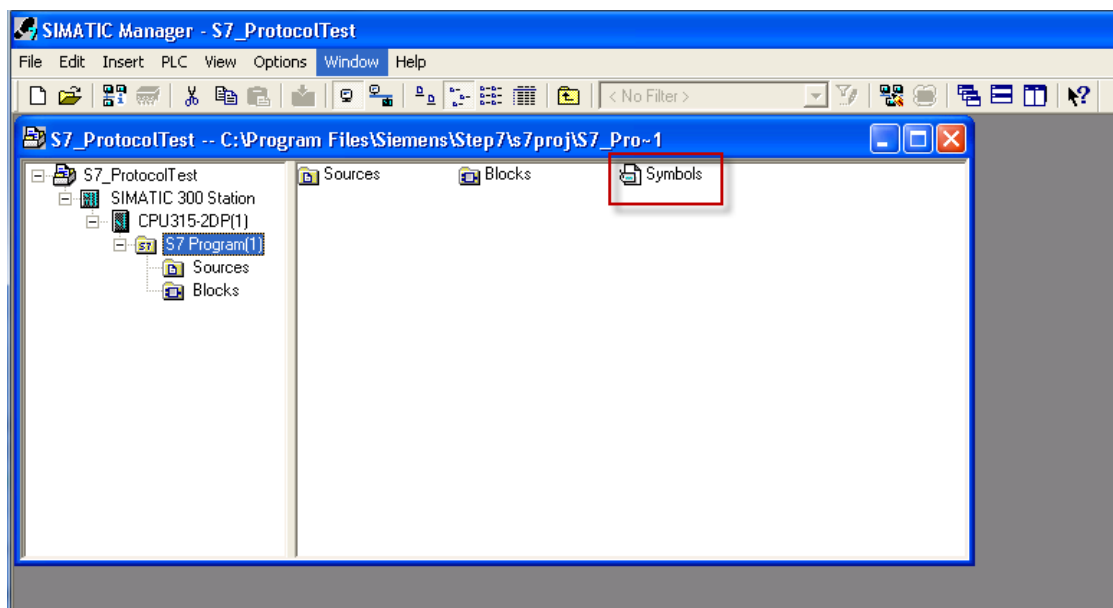 SIMATIC Manager - S7_ProtocolTest
File Edit Insert PLC View Options Window Help
< No Filter >
S7_ProtocolTest -- C:\Program Files\Siemens\Step7\s7proj\S7_Pro~1
S7_ProtocolTest
SIMATIC 300 Station
CPU315-2DP(1)
S7 Program(1)
Sources
Blocks
Sources Blocks Symbols